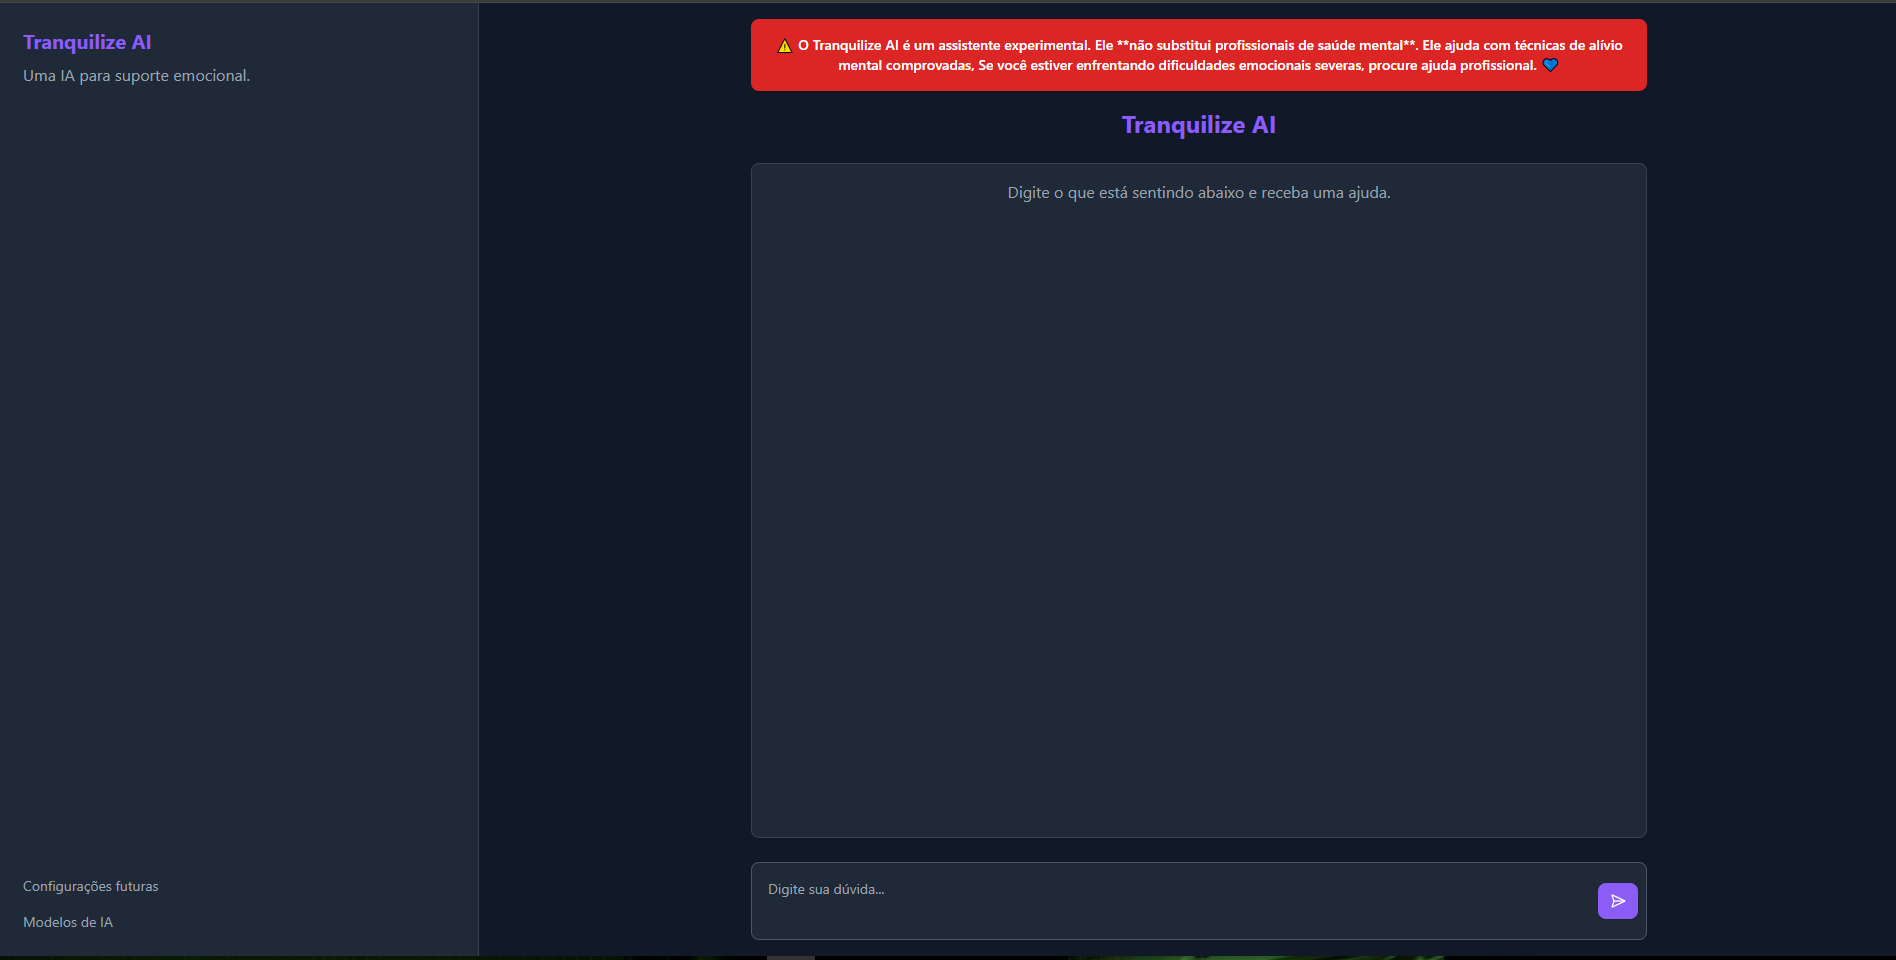 Tranquilize AI
Uma IA para suporte emocional.
Configurações futuras
Modelos de IA
⚠️ O Tranquilize AI é um assistente experimental. Ele **não substitui profissionais de saúde mental**. Ele ajuda com técnicas de alívio
mental comprovadas, Se você estiver enfrentando dificuldades emocionais severas, procure ajuda profissional. 💙
Tranquilize AI
Digite o que está sentindo abaixo e receba uma ajuda.
Digite sua dúvida...